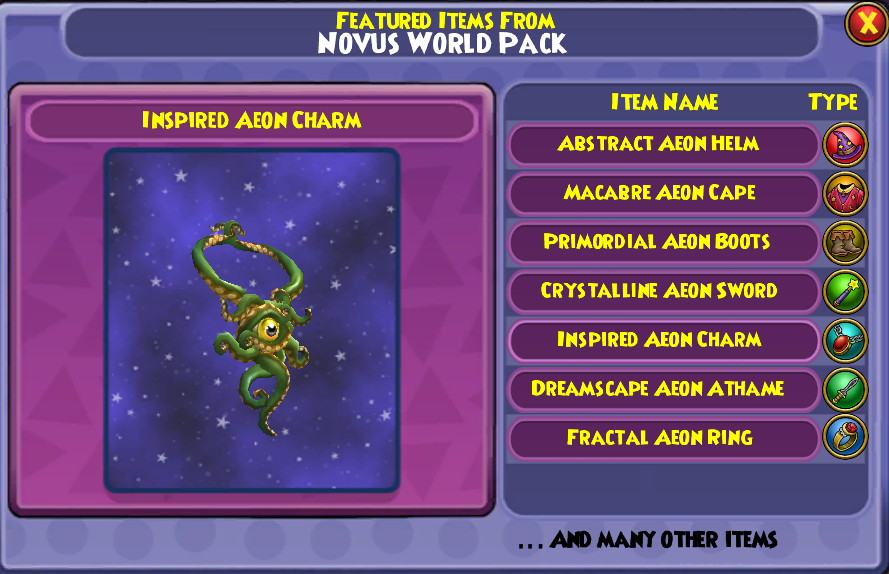 FEATURED ITEMS FROM
NOVUS WORLD PACK
INSPIRED AEON CHARM
ITEM NAME TYPE
ABSTRACT AEON HELM
MACABRE AEON CAPE
PRIMORDIAL AEON BOOTS
CRYSTALLINE AEON SWORD
INSPIRED AEON CHARM
DREAMSCAPE AEON ATHAME
FRACTAL AEON RING
... AND MANY OTHER ITEMS